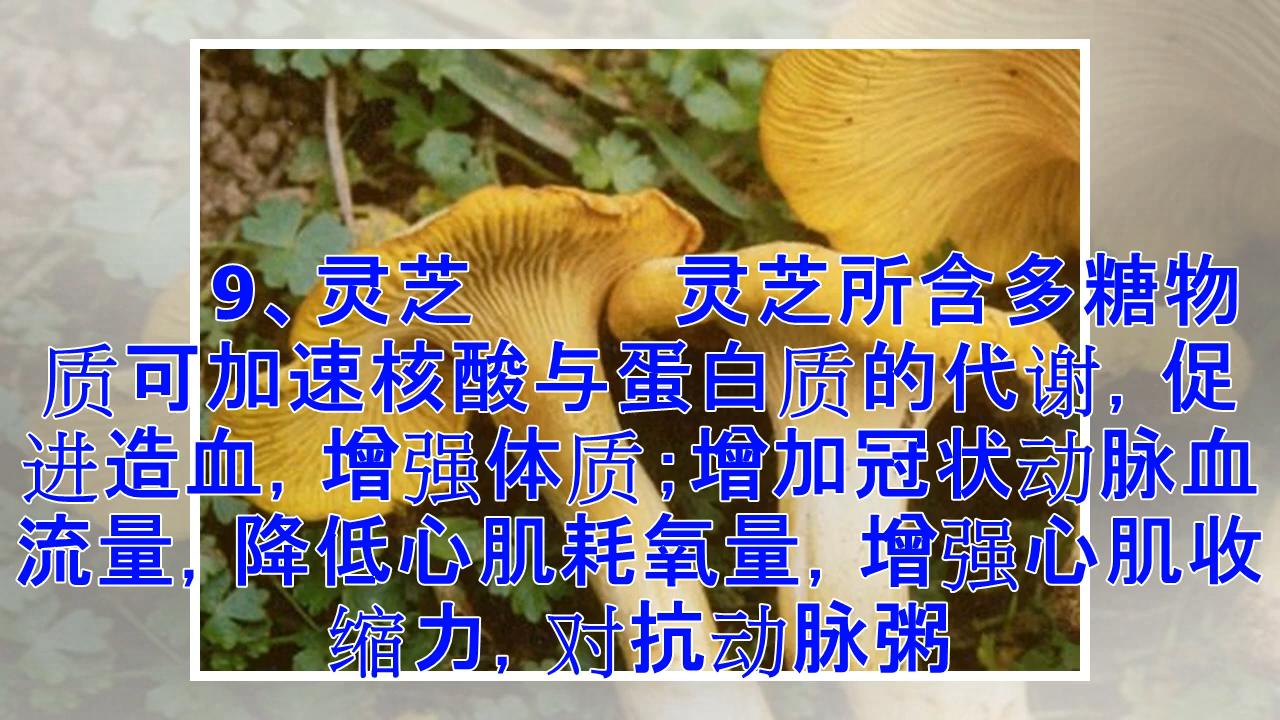 9、灵芝 灵芝所含多糖物
质可加速核酸与蛋白质的代谢, 促
进造血, 增强体质;增加冠状动脉血
流量, 降低心肌耗氧量, 增强心肌收
缩力, 对抗动脉粥